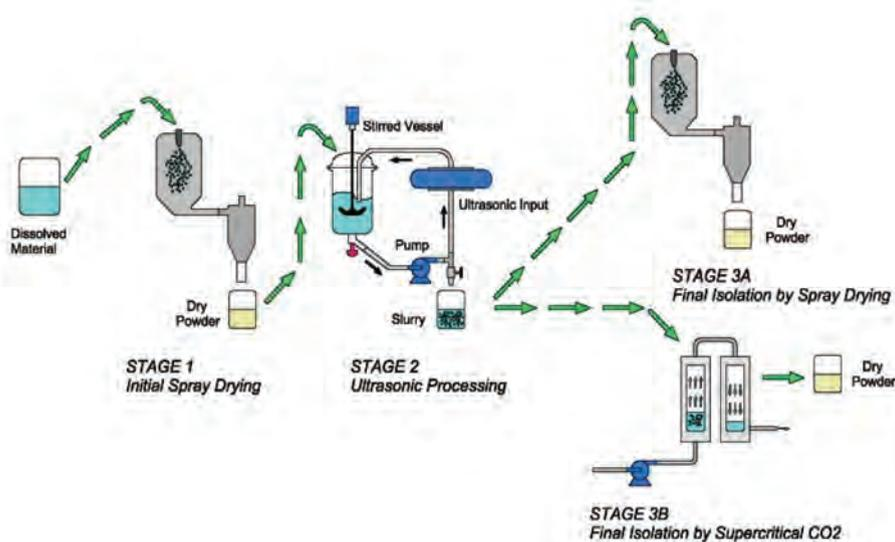 Dissolved
Material
Dry
Powder
STAGE 1
Initial Spray Drying
Stirred Vessel
Ultrasonic Input
Pump
Slurry
STAGE 2
Ultrasonic Processing
Dry
Powder
STAGE 3A
Final Isolation by Spray Drying
Dry
Powder
STAGE 3B
Final Isolation by Supercritical CO2